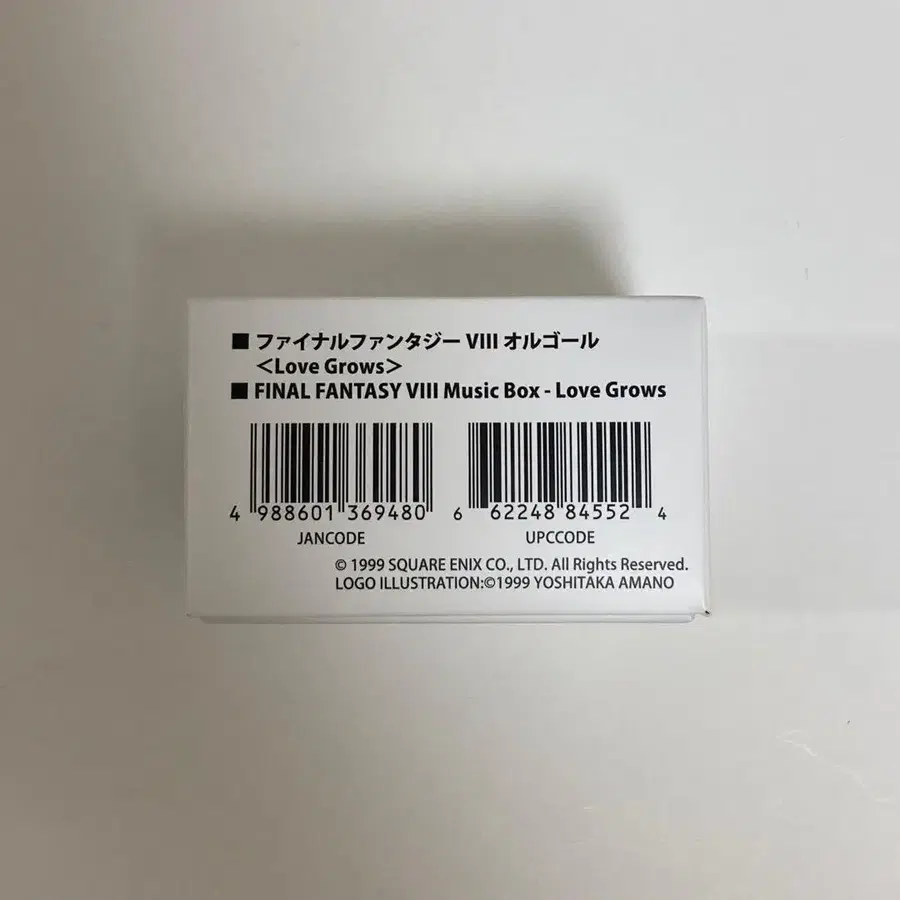 ■ ファイナルファンタジー VIII オルゴール
＜Love Grows＞
■ FINAL FANTASY VIII Music Box - Love Grows
4 988601 369480 6 62248 84552 4
JANCODE UPCCODE
© 1999 SQUARE ENIX CO., LTD. All Rights Reserved.
LOGO ILLUSTRATION:©1999 YOSHITAKA AMANO